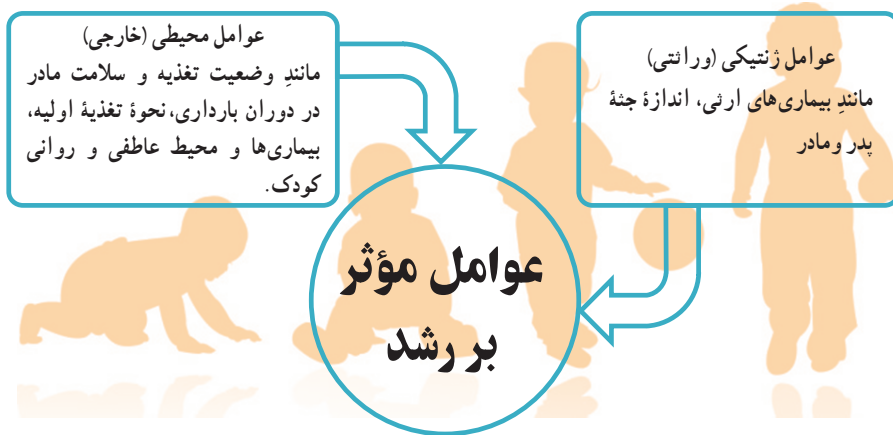 عوامل ژنتیکی (وراثتی)
مانندِ بیماری‌های ارثی، اندازهٔ جثهٔ
پدر ومادر
عوامل محیطی (خارجی)
مانندِ وضعیت تغذیه و سلامت مادر
در دوران بارداری،نحوهٔ تغذیهٔ اولیه،
بیماری‌ها و محیط عاطفی و روانی
کودک.
عوامل مؤثر
بر رشد